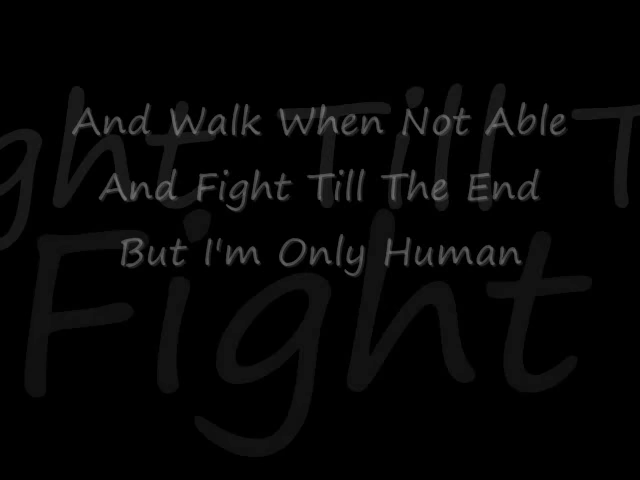 And Walk When Not Able
And Fight Till The End
But I'm Only Human
ght Till T
Fight